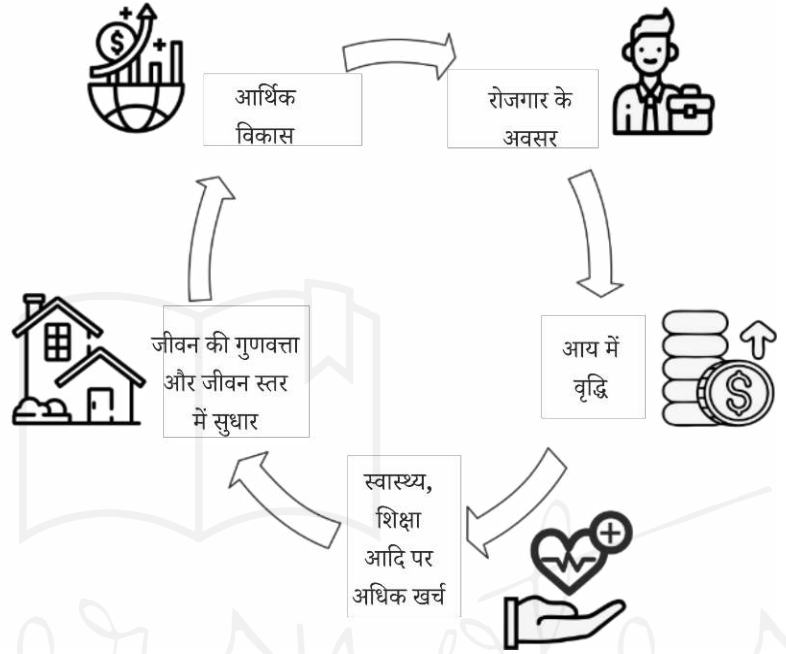 आर्थिक
विकास
रोजगार के
अवसर
आय में
वृद्धि
स्वास्थ्य,
शिक्षा
आदि पर
अधिक खर्च
जीवन की गुणवत्ता
और जीवन स्तर
में सुधार